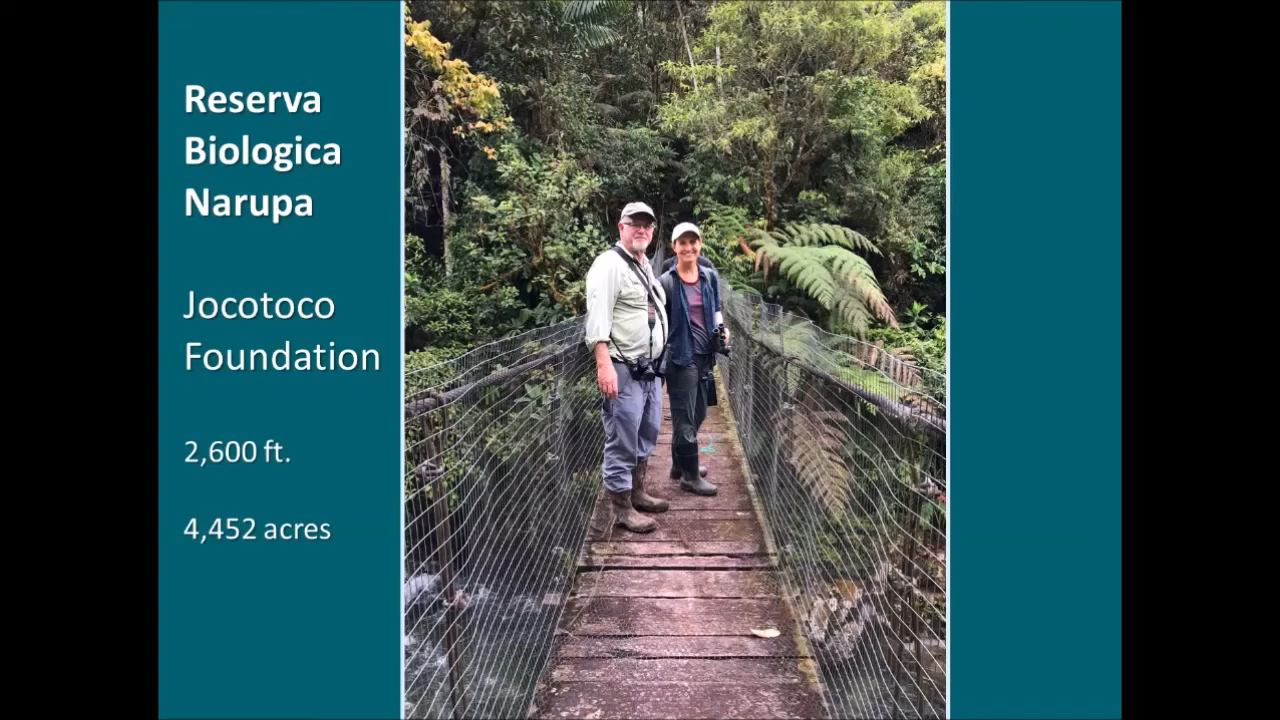 Reserva
Biologica
Narupa
Jocotoco
Foundation
2,600 ft.
4,452 acres